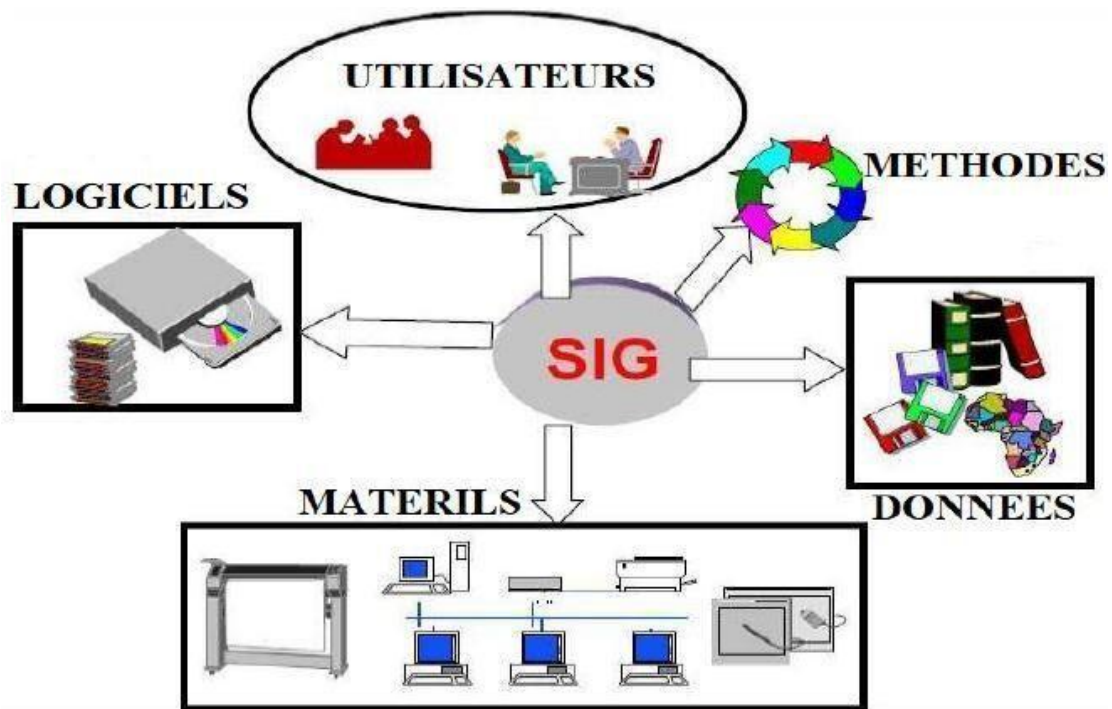 UTILISATEURS
METHODES
LOGICIELS
SIG
MATERILS
DONNEES